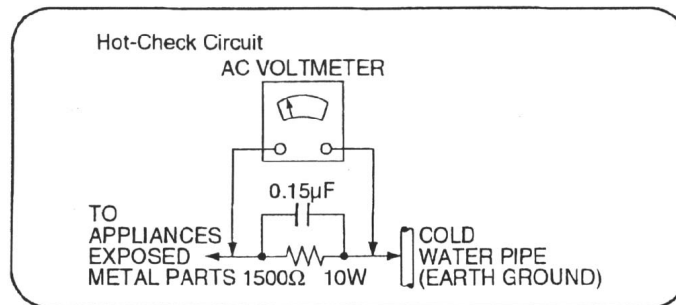 Hot-Check Circuit
AC VOLTMETER
0.15µF
TO
APPLIANCES
EXPOSED
METAL PARTS
1500Ω
10W
COLD
WATER PIPE
(EARTH GROUND)